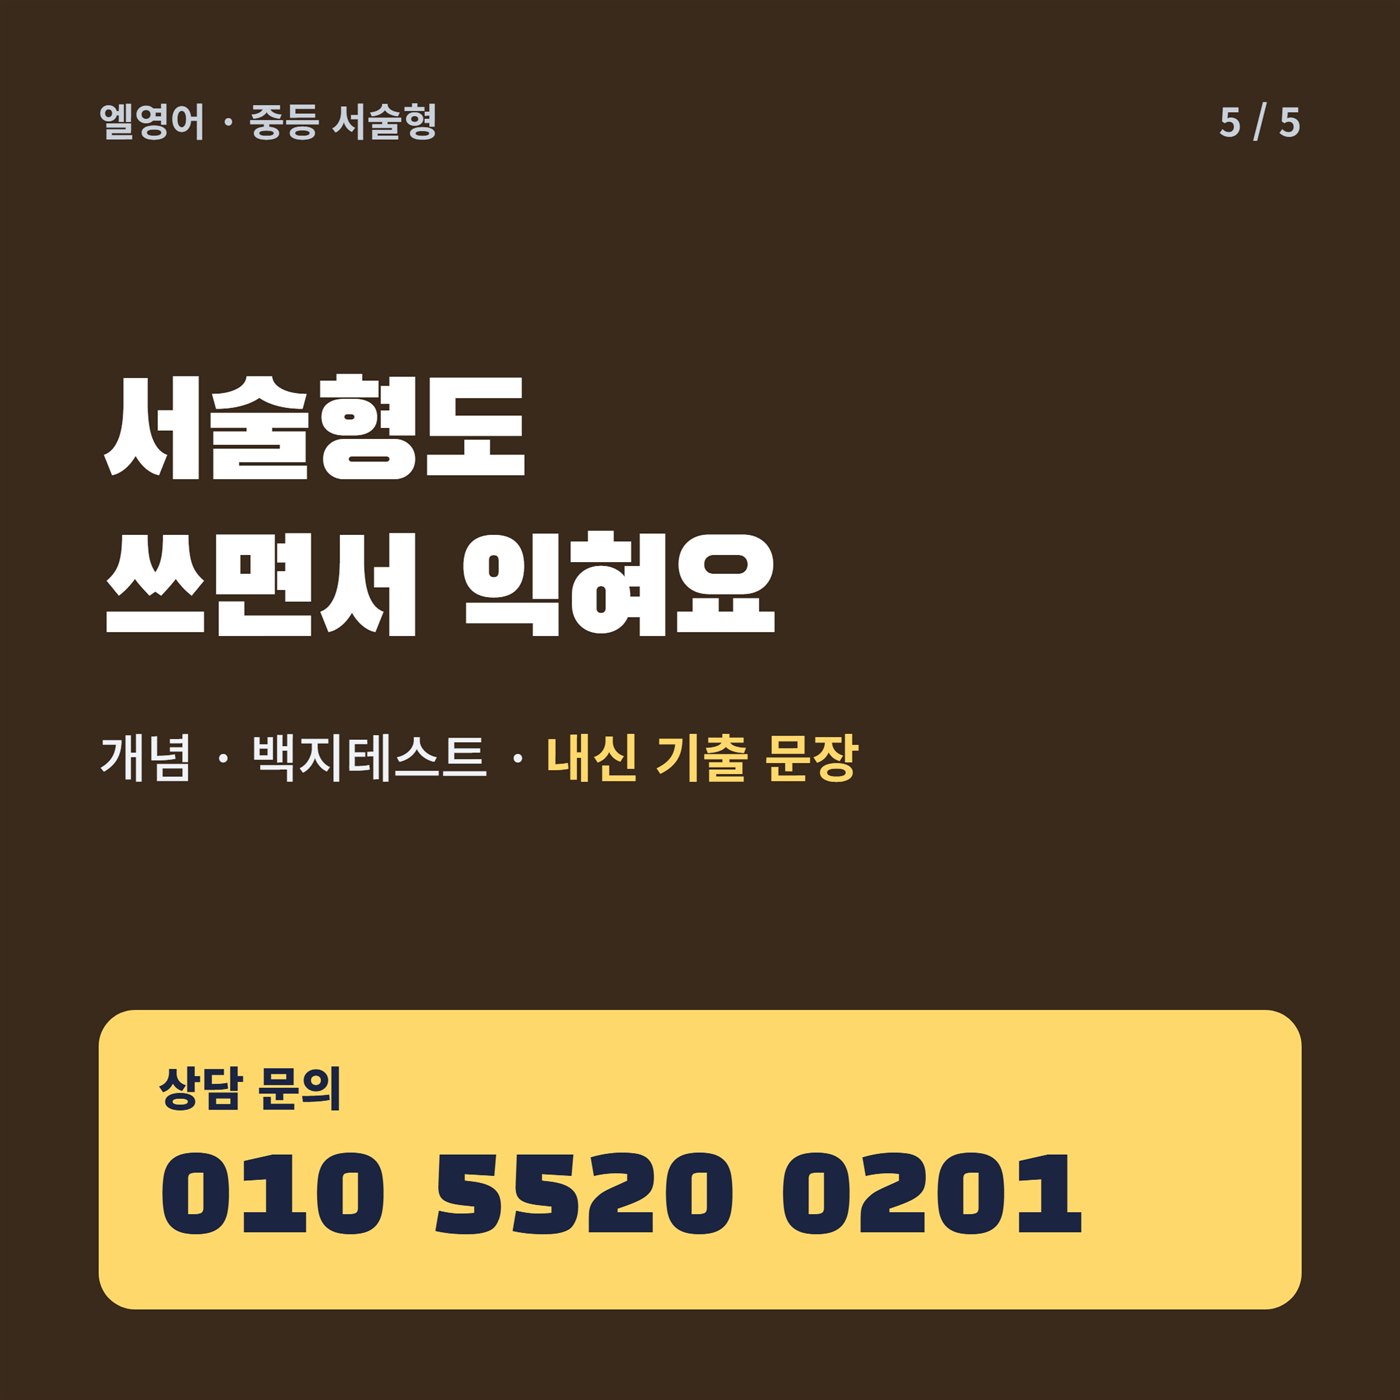 엘영어 · 중등 서술형
5 / 5
서술형도
쓰면서 익혀요
개념 · 백지테스트 · 내신 기출 문장
상담 문의
010 5520 0201